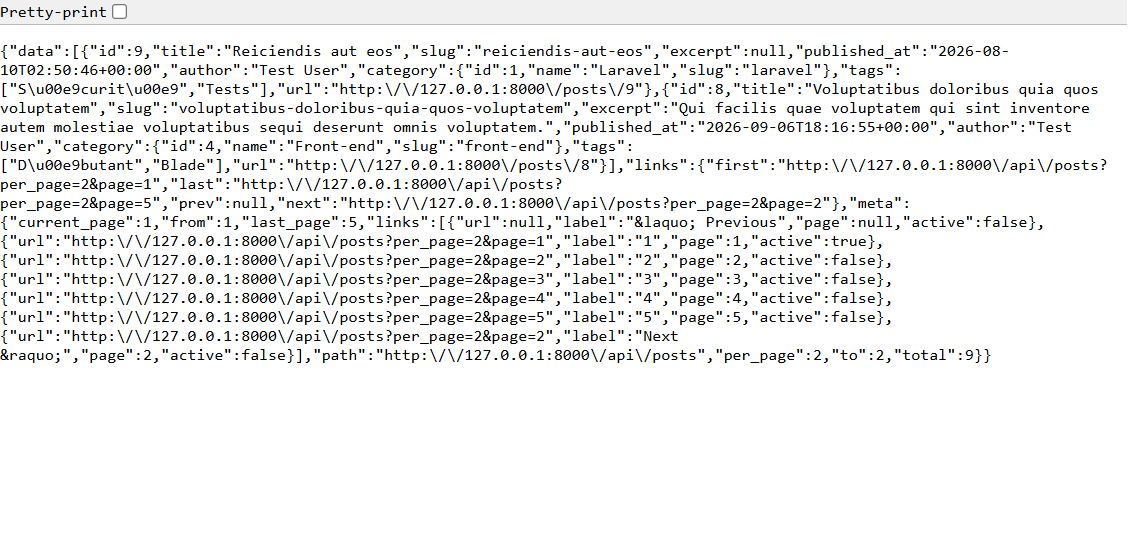 Pretty-print
{"data":[{"id":9,"title":"Reiciendis aut eos","slug":"reiciendis-aut-eos","excerpt":null,"published_at":"2026-08-
10T02:50:46+00:00","author":"Test User","category":{"id":1,"name":"Laravel","slug":"laravel"},"tags":
["S\u00e9curit\u00e9","Tests"],"url":"http:\/\/127.0.0.1:8000\/posts\/9"},{"id":8,"title":"Voluptatibus doloribus quia quos
voluptatem","slug":"voluptatibus-doloribus-quia-quos-voluptatem","excerpt":"Qui facilis quae voluptatem qui sint inventore
autem molestiae voluptatibus sequi deserunt omnis voluptatem.","published_at":"2026-09-06T18:16:55+00:00","author":"Test
User","category":{"id":4,"name":"Front-end","slug":"front-end"},"tags":
["D\u00e9butant","Blade"],"url":"http:\/\/127.0.0.1:8000\/posts\/8"}],"links":{"first":"http:\/\/127.0.0.1:8000\/api\/posts?
per_page=2&page=1","last":"http:\/\/127.0.0.1:8000\/api\/posts?
per_page=2&page=5","prev":null,"next":"http:\/\/127.0.0.1:8000\/api\/posts?per_page=2&page=2"},"meta":
{"current_page":1,"from":1,"last_page":5,"links":[{"url":null,"label":"&laquo; Previous","page":null,"active":false},
{"url":"http:\/\/127.0.0.1:8000\/api\/posts?per_page=2&page=1","label":"1","page":1,"active":true},
{"url":"http:\/\/127.0.0.1:8000\/api\/posts?per_page=2&page=2","label":"2","page":2,"active":false},
{"url":"http:\/\/127.0.0.1:8000\/api\/posts?per_page=2&page=3","label":"3","page":3,"active":false},
{"url":"http:\/\/127.0.0.1:8000\/api\/posts?per_page=2&page=4","label":"4","page":4,"active":false},
{"url":"http:\/\/127.0.0.1:8000\/api\/posts?per_page=2&page=5","label":"5","page":5,"active":false},
{"url":"http:\/\/127.0.0.1:8000\/api\/posts?per_page=2&page=2","label":"Next
&raquo;","page":2,"active":false}],"path":"http:\/\/127.0.0.1:8000\/api\/posts","per_page":2,"to":2,"total":9}}